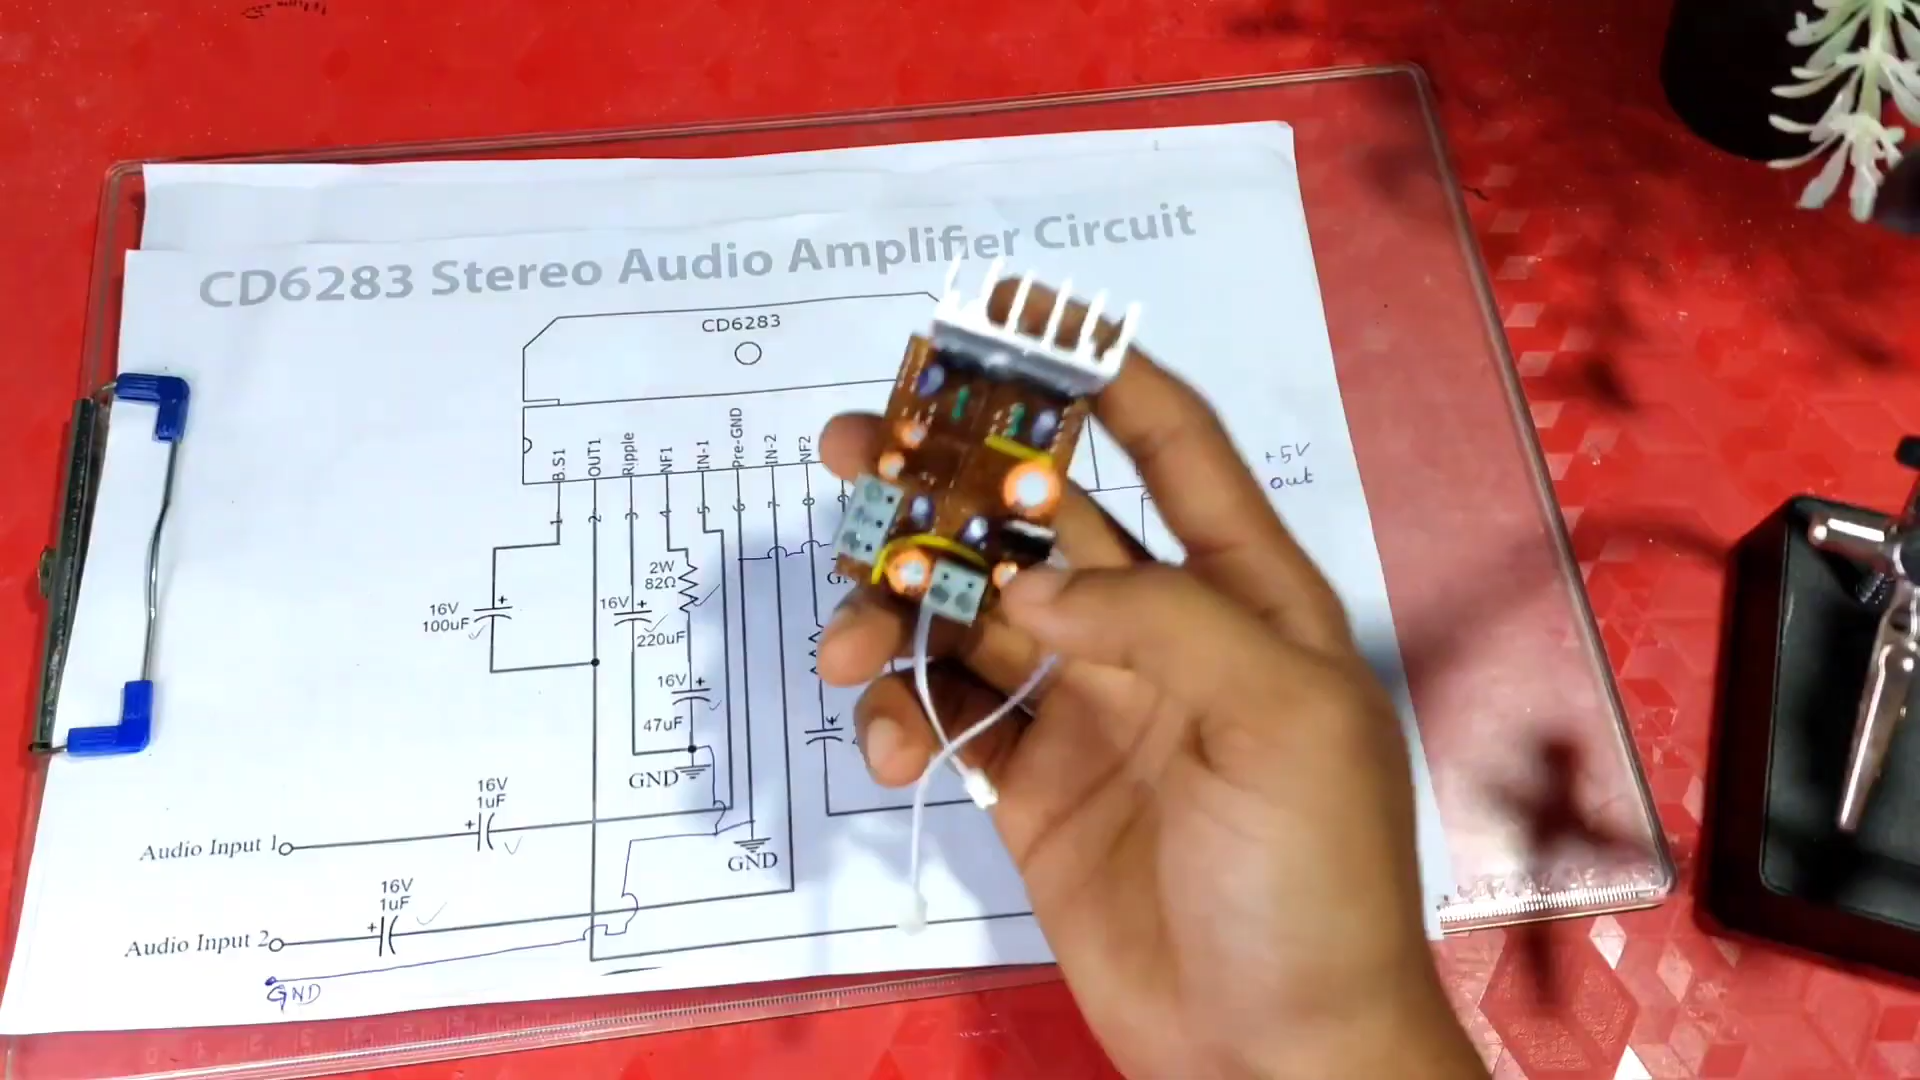 CD6283 Stereo Audio Amplifier Circuit
CD6283
B.S1
OUT1
Ripple
NF1
IN-1
Pre-GND
IN-2
NF2
1
2
3
4
5
6
7
8
9
+5V
out
16V
100uF
2W
82Ω
16V
220uF
16V
47uF
GND
16V
1uF
Audio Input 1
GND
16V
1uF
Audio Input 2
GND